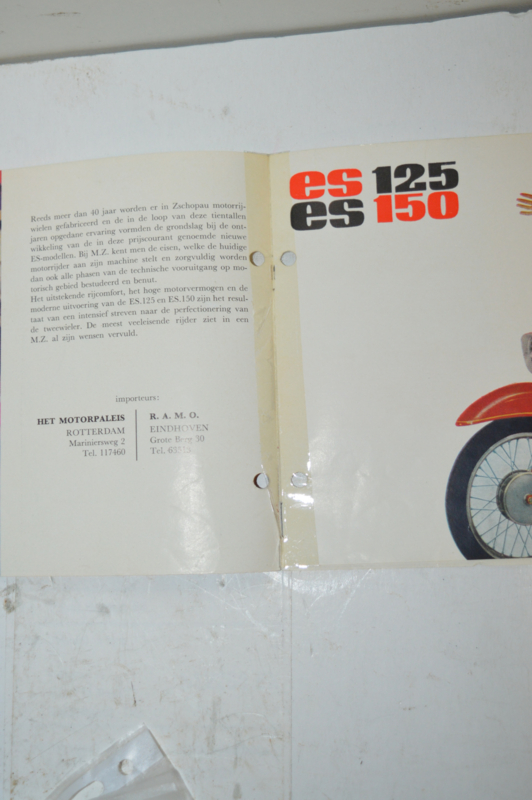 Reeds meer dan 40 jaar worden er in Zschopau motorrij-
wielen gefabriceerd en de in de loop van deze tientallen
jaren opgedane ervaring vormden de grondslag bij de ont-
wikkeling van de in deze prijscourant genoemde nieuwe
ES-modellen. Bij M.Z. kent men de eisen, welke de huidige
motorrijder aan zijn machine stelt en zorgvuldig worden
dan ook alle phasen van de technische vooruitgang op mo-
torisch gebied bestudeerd en benut.
Het uitstekende rijcomfort, het hoge motorvermogen en de
moderne uitvoering van de ES.125 en ES.150 zijn het resul-
taat van een intensief streven naar de perfectionering van
de tweewieler. De meest veeleisende rijder ziet in een
M.Z. al zijn wensen vervuld.
importeurs:
HET MOTORPALEIS
ROTTERDAM
Mariniersweg 2
Tel. 117460
R. A. M. O.
EINDHOVEN
Grote Berg 30
Tel.
es 125
es 150